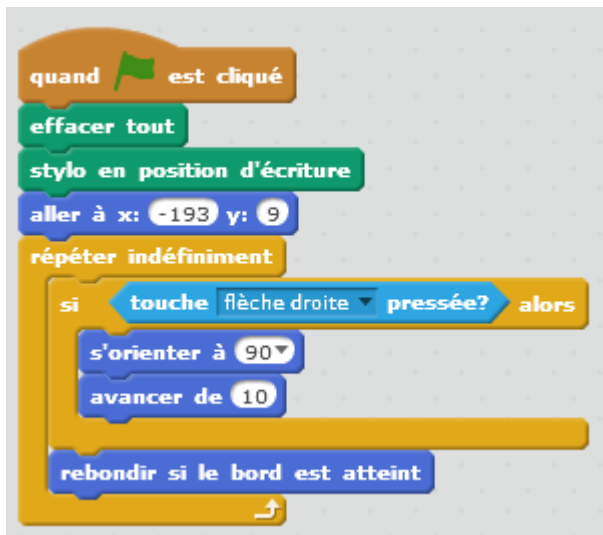 quand est cliqué
effacer tout
stylo en position d'écriture
aller à x: -193 y: 9
répéter indéfiniment
si touche flèche droite pressée? alors
s'orienter à 90
avancer de 10
rebondir si le bord est atteint